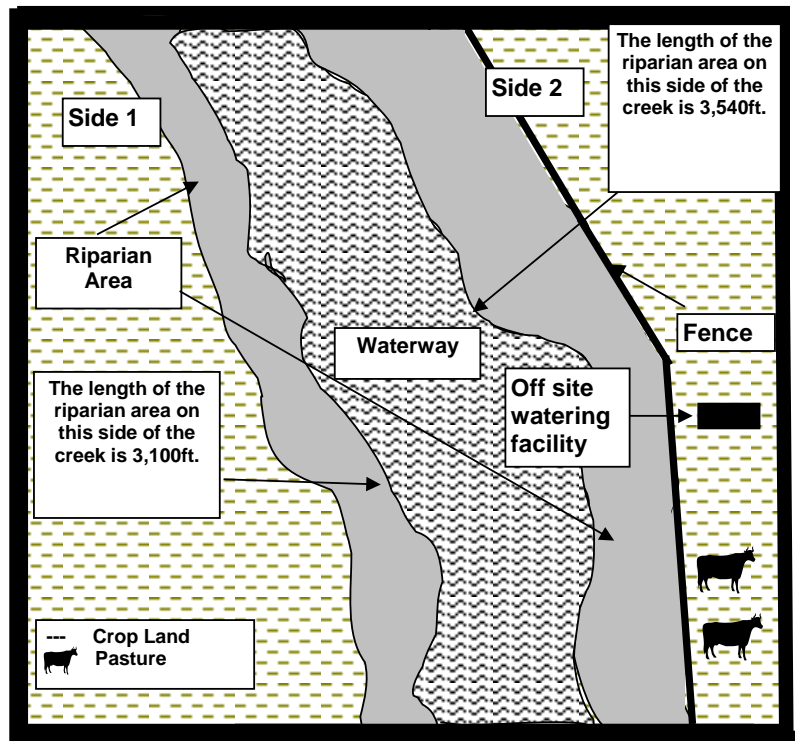 The length of the
riparian area on
this side of the
creek is 3,540ft.
Side 2
Side 1
Riparian
Area
Fence
Waterway
The length of the
riparian area on
this side of the
creek is 3,100ft.
Off site
watering
facility
--- Crop Land
Pasture